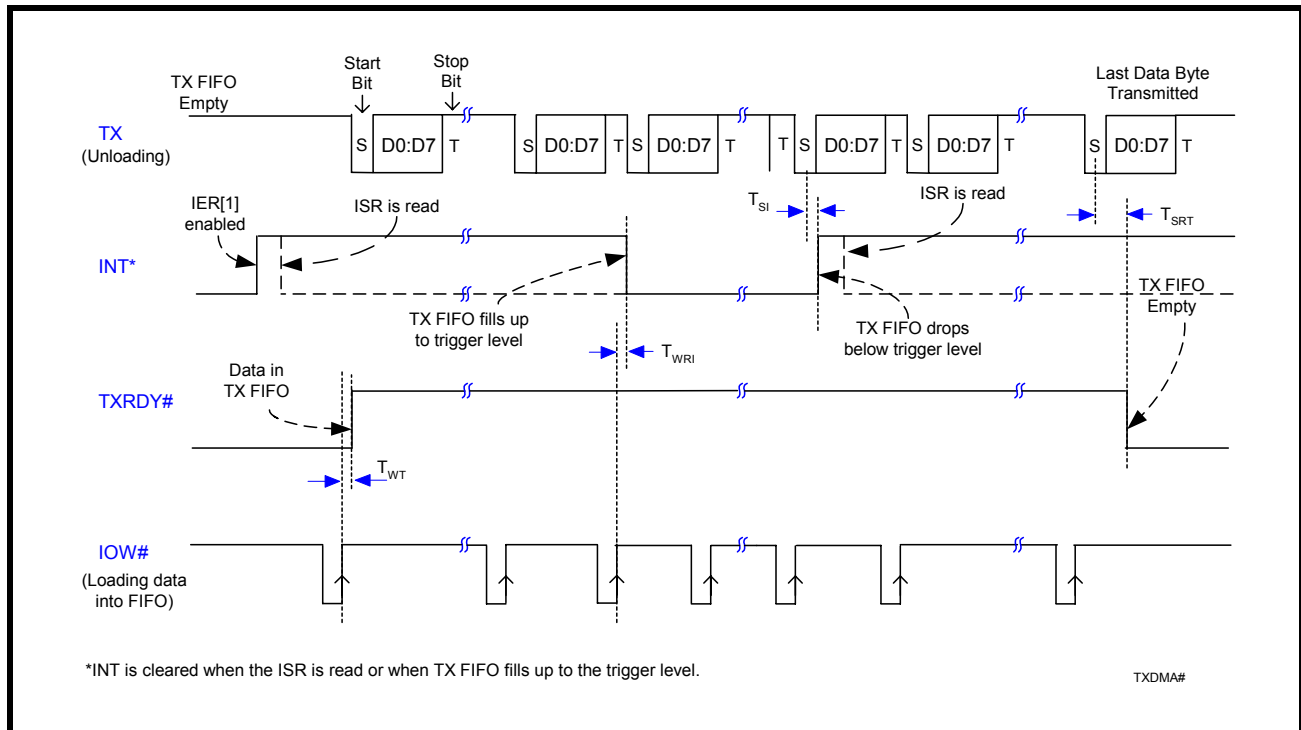 Start
Bit
Stop
Bit
TX FIFO
Empty
Last Data Byte
Transmitted
TX
(Unloading)
S D0:D7 T S D0:D7 T S D0:D7 T T S D0:D7 T S D0:D7 T S D0:D7 T
IER[1]
enabled
ISR is read
TSI
ISR is read
TSRT
INT*
TX FIFO fills up
to trigger level
TX FIFO drops
below trigger level
TX FIFO
Empty
TWRI
Data in
TX FIFO
TXRDY#
TWT
IOW#
(Loading data
into FIFO)
*INT is cleared when the ISR is read or when TX FIFO fills up to the trigger level.
TXDMA#